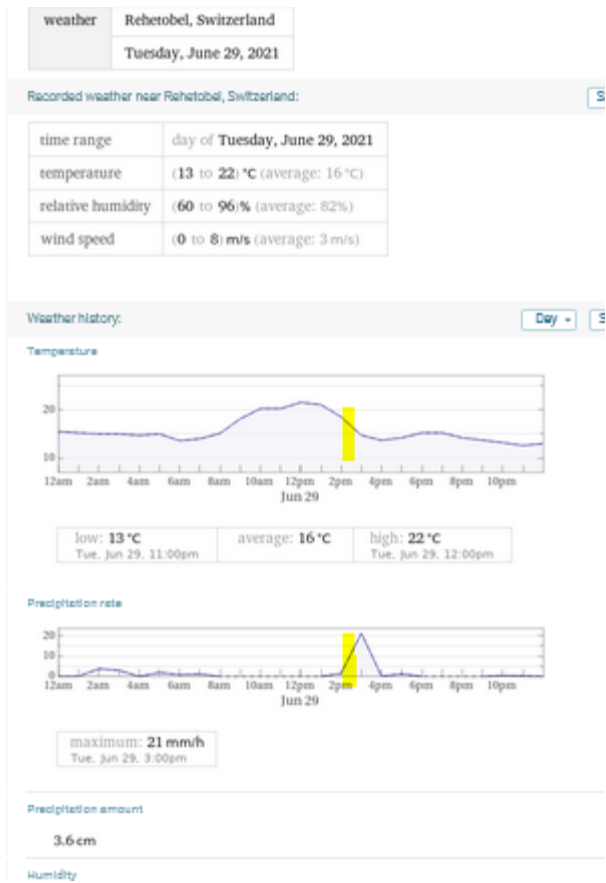 weather Rehetobel, Switzerland
Tuesday, June 29, 2021
Recorded weather near Rehetobel, Switzerland:
time range day of Tuesday, June 29, 2021
temperature (13 to 22) °C (average: 16 °C)
relative humidity (60 to 96)% (average: 82%)
wind speed (0 to 8) m/s (average: 3 m/s)
Weather history: Day
Temperature
20
10
12am 2am 4am 6am 8am 10am 12pm 2pm 4pm 6pm 8pm 10pm
Jun 29
low: 13 °C average: 16 °C high: 22 °C
Tue, Jun 29, 11:00pm Tue, Jun 29, 12:00pm
Precipitation rate
20
10
0
12am 2am 4am 6am 8am 10am 12pm 2pm 4pm 6pm 8pm 10pm
Jun 29
maximum: 21 mm/h
Tue, Jun 29, 3:00pm
Precipitation amount
3.6 cm
Humidity